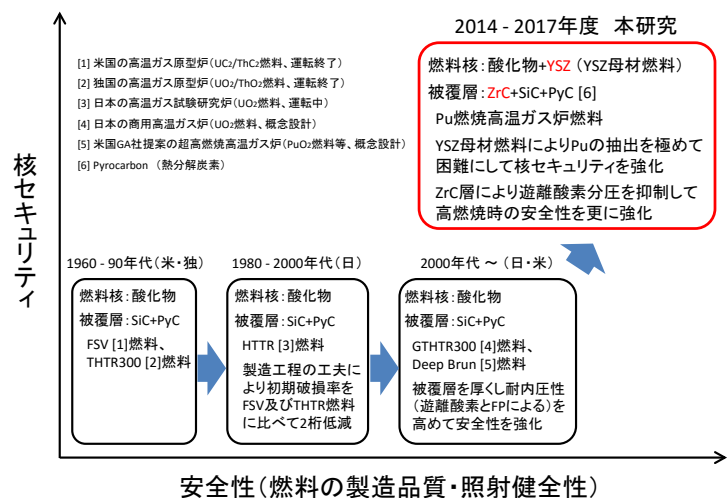 2014 - 2017年度 本研究
[1] 米国の高温ガス原型炉(UC2/ThC2燃料、運転終了)
[2] 独国の高温ガス原型炉(UO2/ThO2燃料、運転終了)
[3] 日本の高温ガス試験研究炉(UO2燃料、運転中)
[4] 日本の商用高温ガス炉(UO2燃料、概念設計)
[5] 米国GA社提案の超高燃焼高温ガス炉(PuO2燃料等、概念設計)
[6] Pyrocarbon (熱分解炭素)
燃料核:酸化物+YSZ (YSZ母材燃料)
被覆層:ZrC+SiC+PyC [6]
Pu燃焼高温ガス炉燃料
YSZ母材燃料によりPuの抽出を極めて
困難にして核セキュリティを強化
ZrC層により遊離酸素分圧を抑制して
高燃焼時の安全性を更に強化
核セキュリティ
1960 - 90年代(米・独)
燃料核:酸化物
被覆層:SiC+PyC
FSV [1]燃料、
THTR300 [2]燃料
1980 - 2000年代(日)
燃料核:酸化物
被覆層:SiC+PyC
HTTR [3]燃料
製造工程の工夫に
より初期破損率を
FSV及びTHTR燃料
に比べて2桁低減
2000年代 ~ (日・米)
燃料核:酸化物
被覆層:SiC+PyC
GTHTR300 [4]燃料、
Deep Brun [5]燃料
被覆層を厚くし耐内圧性
(遊離酸素とFPによる)を
高めて安全性を強化
安全性(燃料の製造品質・照射健全性)